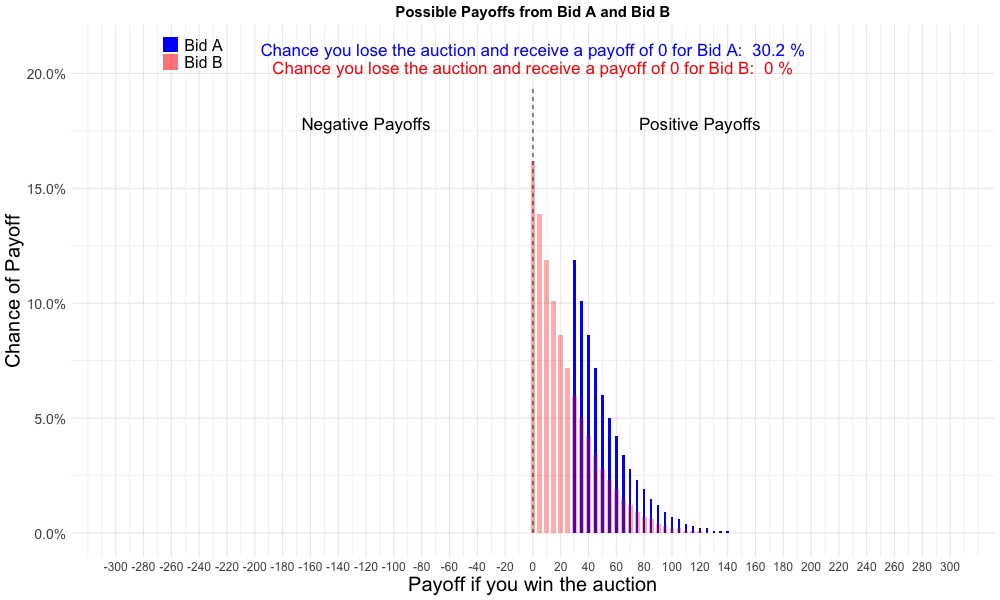 Possible Payoffs from Bid A and Bid B
Bid A
Bid B
Chance you lose the auction and receive a payoff of 0 for Bid A:  30.2 %
Chance you lose the auction and receive a payoff of 0 for Bid B:  0 %
Negative Payoffs
Positive Payoffs
Chance of Payoff
20.0%
15.0%
10.0%
5.0%
0.0%
-300 -280 -260 -240 -220 -200 -180 -160 -140 -120 -100 -80 -60 -40 -20 0 20 40 60 80 100 120 140 160 180 200 220 240 260 280 300
Payoff if you win the auction